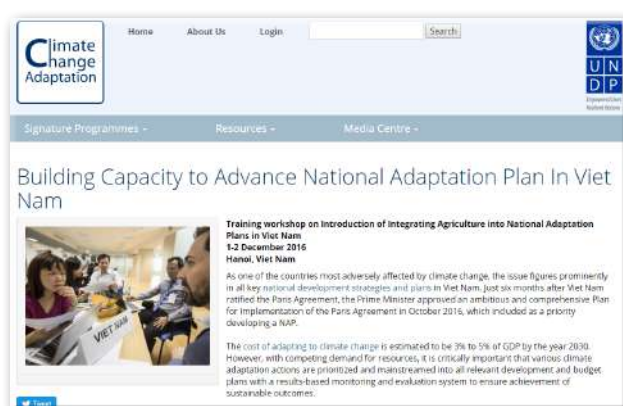 Climate
Change
Adaptation
Home About Us Login Search
U N
D P
Signature Programmes Resources Media Centre
Building Capacity to Advance National Adaptation Plan In Viet
Nam
Training workshop on Introduction of Integrating Agriculture into National Adaptation
Plans in Viet Nam
1-2 December 2016
Hanoi, Viet Nam
As one of the countries most adversely affected by climate change, the issue figures prominently
in all key national development strategies and plans in Viet Nam. Just six months after Viet Nam
ratified the Paris Agreement, the Prime Minister approved an ambitious and comprehensive Plan
for Implementation of the Paris Agreement in October 2016, which included as a priority
developing a NAP.
The cost of adapting to climate change is estimated to be 3% to 5% of GDP by the year 2030.
However, with competing demand for resources, it is critically important that various climate
adaptation actions are prioritized and mainstreamed into all relevant development and budget
plans with a results-based monitoring and evaluation system to ensure achievement of
sustainable outcomes.
VIET NAM
Tweet